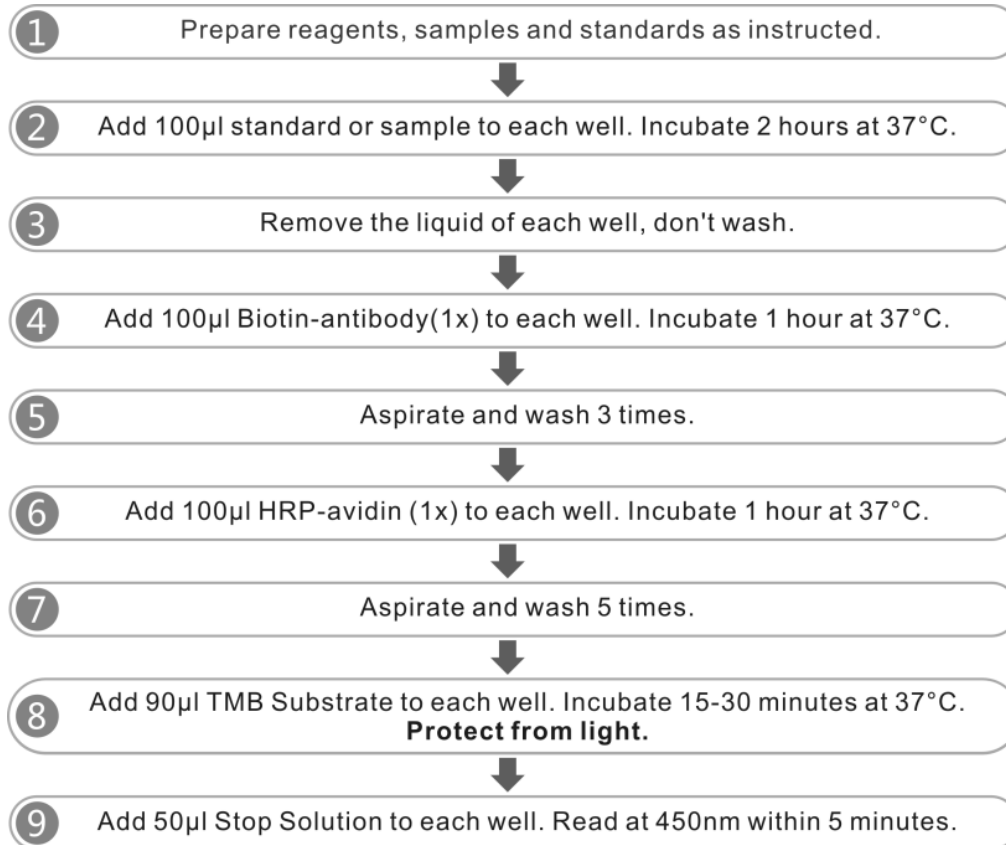 1 Prepare reagents, samples and standards as instructed.
2 Add 100μl standard or sample to each well. Incubate 2 hours at 37°C.
3 Remove the liquid of each well, don't wash.
4 Add 100μl Biotin-antibody(1x) to each well. Incubate 1 hour at 37°C.
5 Aspirate and wash 3 times.
6 Add 100μl HRP-avidin (1x) to each well. Incubate 1 hour at 37°C.
7 Aspirate and wash 5 times.
8 Add 90μl TMB Substrate to each well. Incubate 15-30 minutes at 37°C.
Protect from light.
9 Add 50μl Stop Solution to each well. Read at 450nm within 5 minutes.